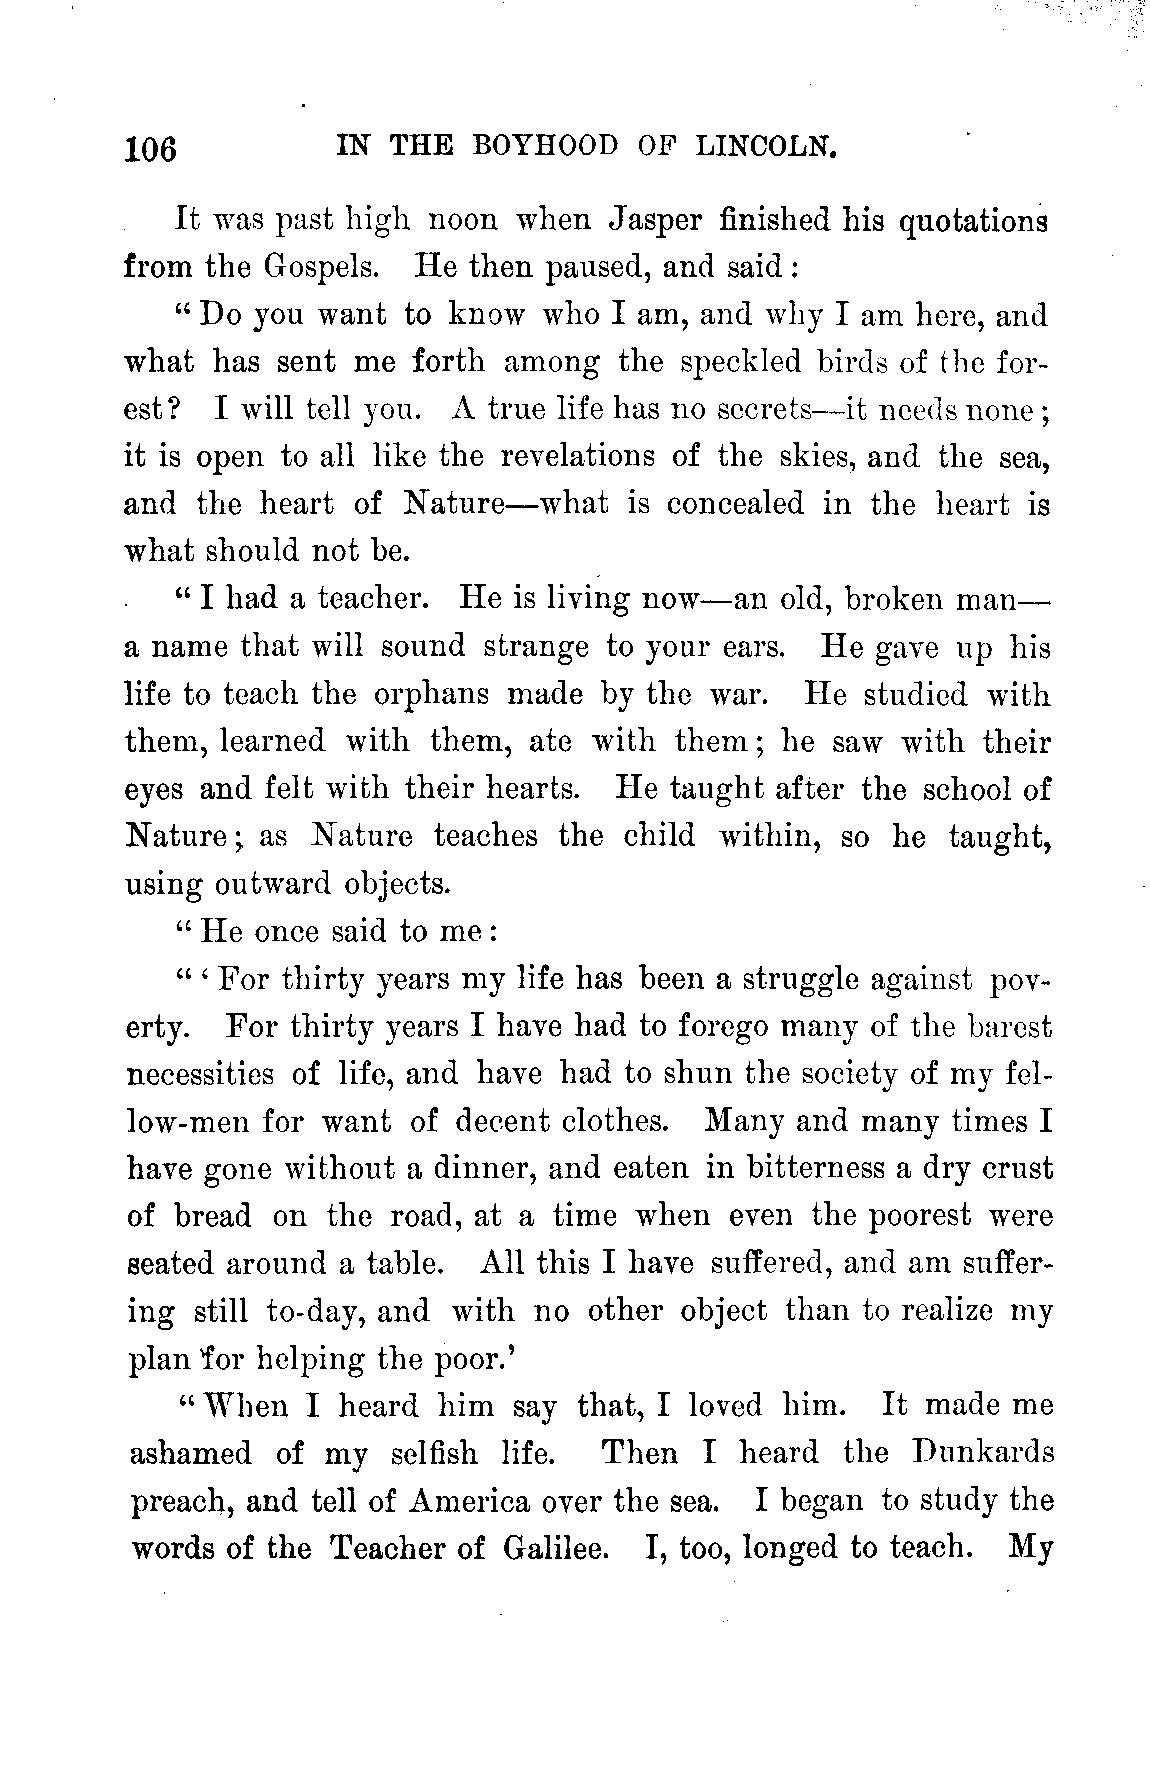 106 IN THE BOYHOOD OF LINCOLN.
It was past high noon when Jasper finished his quotations
from the Gospels. He then paused, and said :
“ Do you want to know who I am, and why I am here, and
what has sent me forth among the speckled birds of the for-
est? I will tell you. A true life has no secrets—it needs none ;
it is open to all like the revelations of the skies, and the sea,
and the heart of Nature—what is concealed in the heart is
what should not be.
“ I had a teacher. He is living now—an old, broken man—
a name that will sound strange to your ears. He gave up his
life to teach the orphans made by the war. He studied with
them, learned with them, ate with them ; he saw with their
eyes and felt with their hearts. He taught after the school of
Nature ; as Nature teaches the child within, so he taught,
using outward objects.
“ He once said to me :
“ ‘ For thirty years my life has been a struggle against pov-
erty. For thirty years I have had to forego many of the barest
necessities of life, and have had to shun the society of my fel-
low-men for want of decent clothes. Many and many times I
have gone without a dinner, and eaten in bitterness a dry crust
of bread on the road, at a time when even the poorest were
seated around a table. All this I have suffered, and am suffer-
ing still to-day, and with no other object than to realize my
plan for helping the poor.’
“ When I heard him say that, I loved him. It made me
ashamed of my selfish life. Then I heard the Dunkards
preach, and tell of America over the sea. I began to study the
words of the Teacher of Galilee. I, too, longed to teach. My